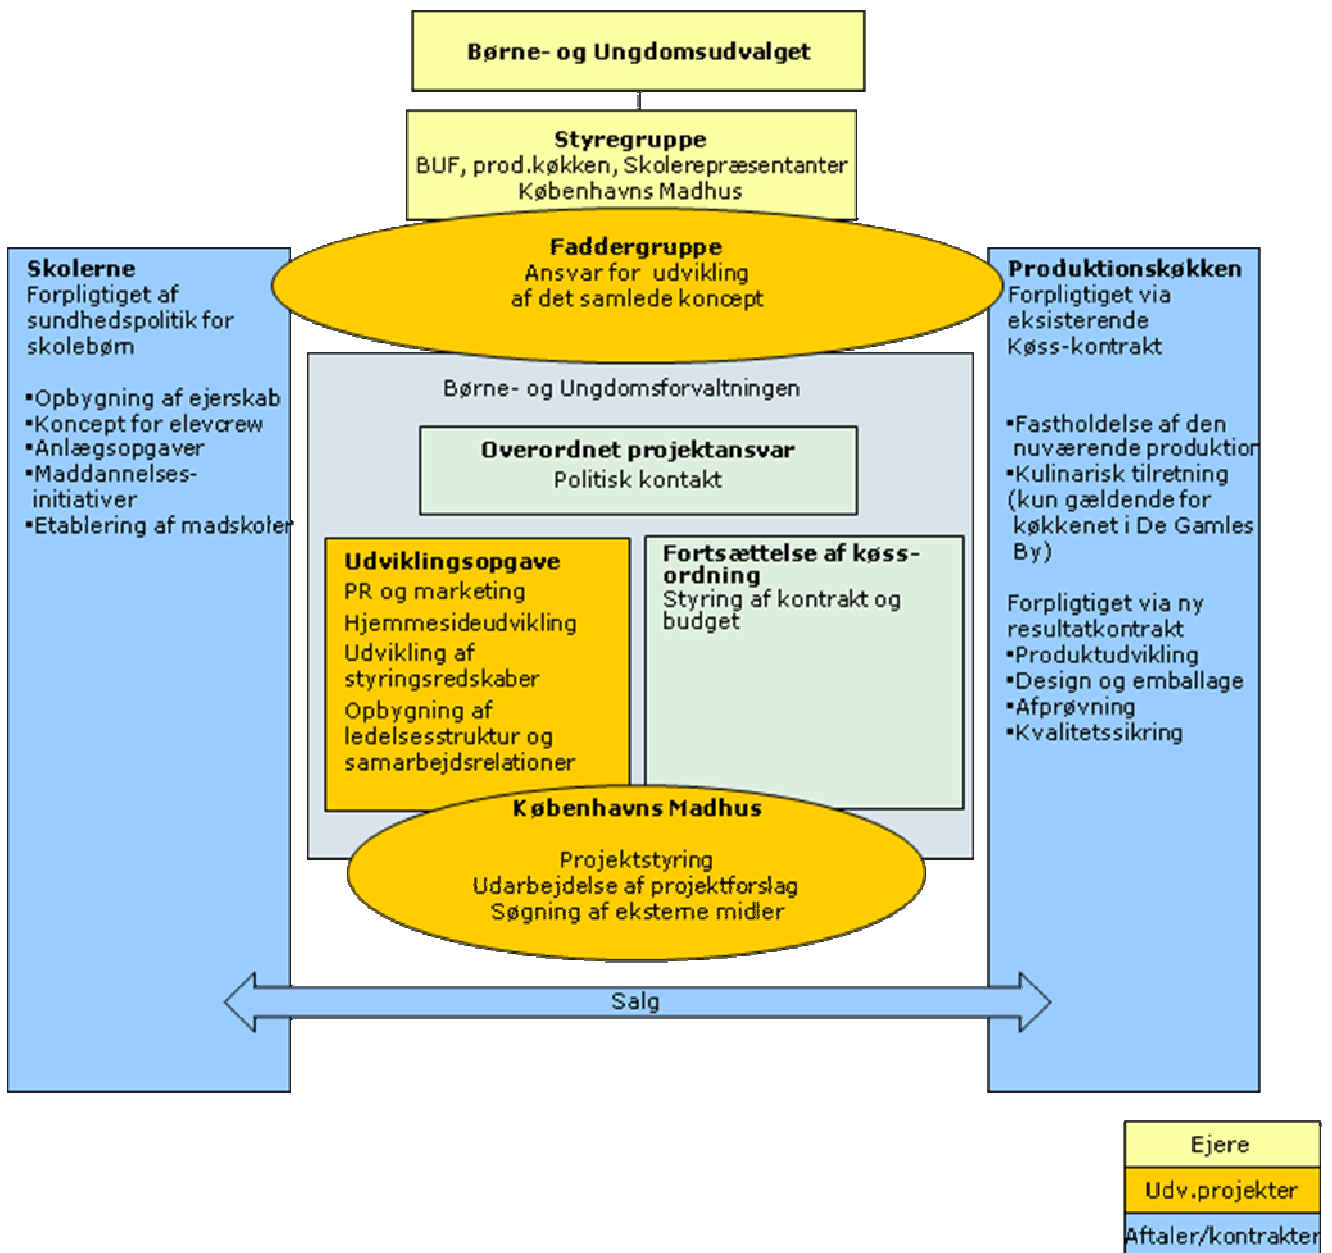 Børne- og Ungdomsudvalget
Styregruppe
BUF, prod.køkken, Skolerepræsentanter
Københavns Madhus
Faddergruppe
Ansvar for udvikling
af det samlede koncept
Skolerne
Forpligtiget af
sundhedspolitik for
skolebørn
▪Opbygning af ejerskab
▪Koncept for elevcrew
▪Anlægsopgaver
▪Maddannelses-
initiativer
▪Etablering af madskoler
Børne- og Ungdomsforvaltningen
Overordnet projektansvar
Politisk kontakt
Udviklingsopgave
PR og marketing
Hjemmesideudvikling
Udvikling af
styringsredskaber
Opbygning af
ledelsesstruktur og
samarbejdsrelationer
Fortsættelse af køss-
ordning
Styring af kontrakt og
budget
Københavns Madhus
Projektstyring
Udarbejdelse af projektforslag
Søgning af eksterne midler
Produktionskøkken
Forpligtiget via
eksisterende
Køss-kontrakt
▪Fastholdelse af den
nuværende produktion
▪Kulinarisk tilretning
(kun gældende for
køkkenet i De Gamles
By)
Forpligtiget via ny
resultatkontrakt
▪Produktudvikling
▪Design og emballage
▪Afprøvning
▪Kvalitetssikring
Salg
Ejere
Udv.projekter
Aftaler/kontrakter